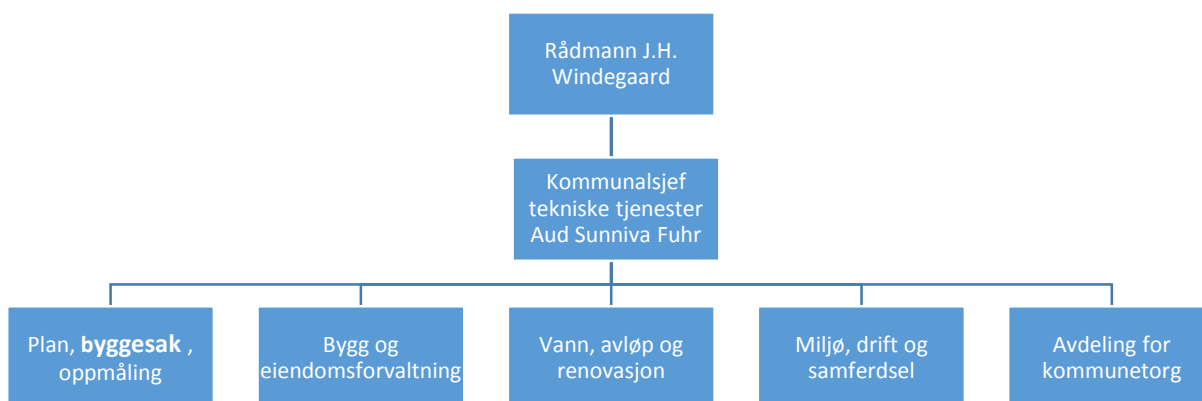 Rådmann J.H.
Windegaard
Kommunalsjef
tekniske tjenester
Aud Sunniva Fuhr
Plan, byggesak ,
oppmåling
Bygg og
eiendomsforvaltning
Vann, avløp og
renovasjon
Miljø, drift og
samferdsel
Avdeling for
kommunetorg